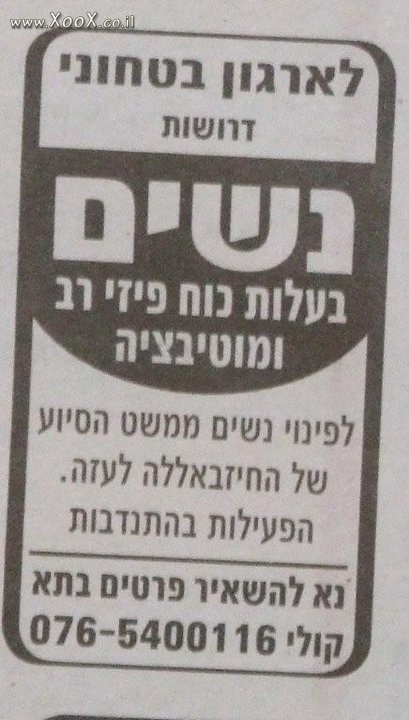 www.XooX.co.il
לארגון בטחוני
דרושות
נשים
בעלות כוח פיזי רב
ומוטיבציה
לפינוי נשים ממשט הסיוע
של החיזבאללה לעזה.
הפעילות בהתנדבות
נא להשאיר פרטים בתא
קולי 076-5400116